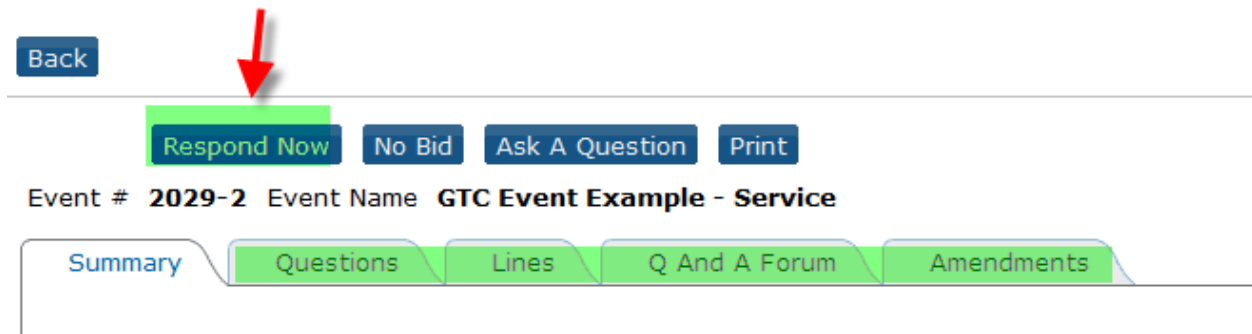 Back
Respond Now No Bid Ask A Question Print
Event # 2029-2 Event Name GTC Event Example - Service
Summary Questions Lines Q And A Forum Amendments